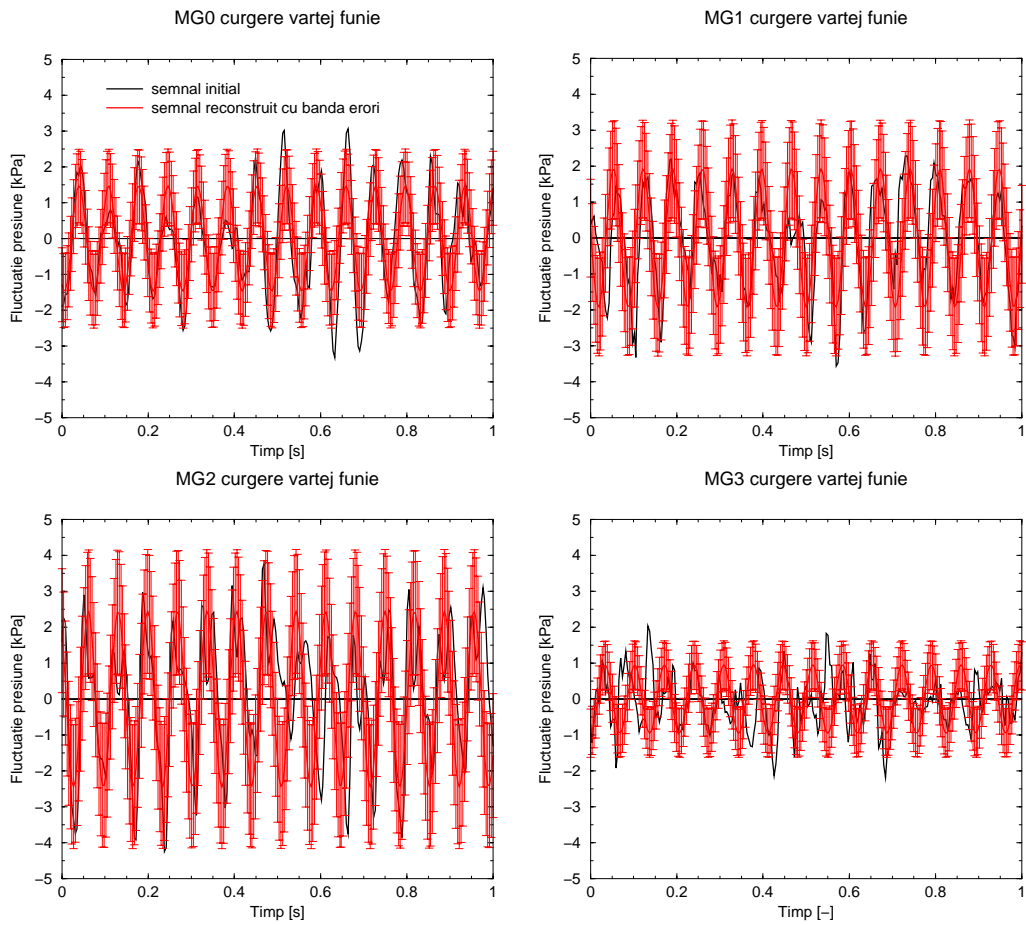 MG0 curgere vartej funie
MG1 curgere vartej funie
5
4
3
2
1
0
−1
−2
−3
−4
−5
Fluctuatie presiune [kPa]
semnal initial
semnal reconstruit cu banda erori
0 0.2 0.4 0.6 0.8 1
Timp [s]
5
4
3
2
1
0
−1
−2
−3
−4
−5
Fluctuatie presiune [kPa]
0 0.2 0.4 0.6 0.8 1
Timp [s]
MG2 curgere vartej funie
MG3 curgere vartej funie
5
4
3
2
1
0
−1
−2
−3
−4
−5
Fluctuatie presiune [kPa]
0 0.2 0.4 0.6 0.8 1
Timp [s]
5
4
3
2
1
0
−1
−2
−3
−4
−5
Fluctuatie presiune [kPa]
0 0.2 0.4 0.6 0.8 1
Timp [−]